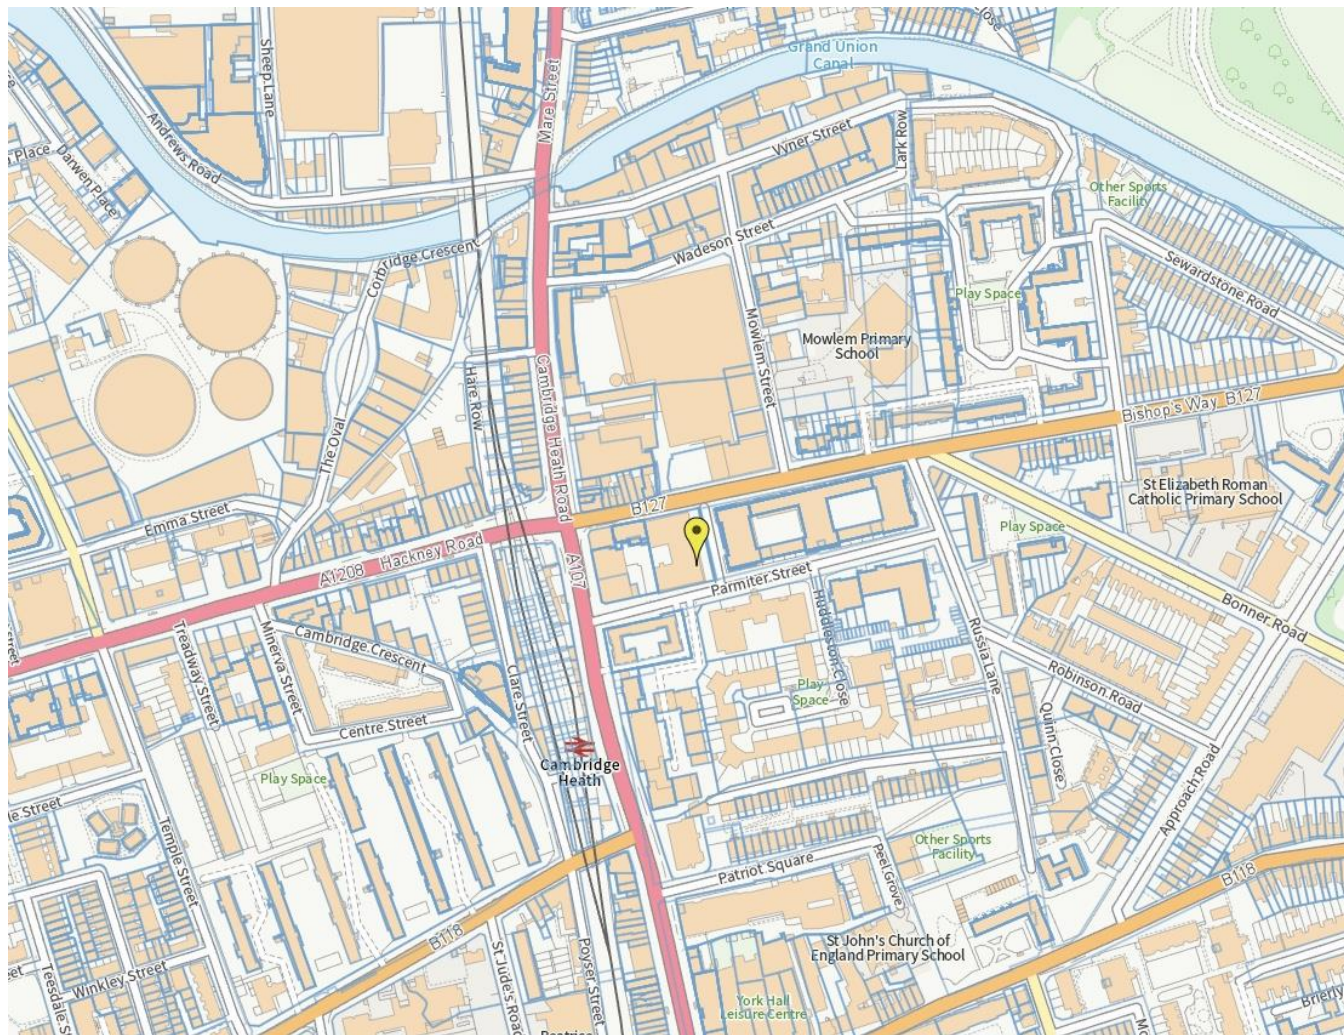 Grand Union
Canal
Close
Sheep Lane
Mare Street
Vyner Street
Lark Row
Andrews Road
Place
Darwen Place
Other Sports
Facility
Wadeson Street
Corbridge Crescent
Sewardstone Road
Play Space
Mowlem Street
Mowlem Primary
School
Hare Row
Cambridge Heath Road
Bishop's Way B127
The Oval
St Elizabeth Roman
Catholic Primary School
Emma Street
B127
Play Space
A1208 Hackney Road
A107
Parmiter Street
Huddleston Close
Bonner Road
Russia Lane
Treadway Street
Minerva Street
Cambridge Crescent
Clare Street
Robinson Road
Play
Space
Quinn Close
Centre Street
Cambridge
Heath
Play Space
Approach Road
Temple Street
Other Sports
Facility
Patriot Square
Peel Grove
B118
B118
St Jude's Road
Poyser Street
St John's Church of
England Primary School
Winkley Street
York Hall
Leisure Centre